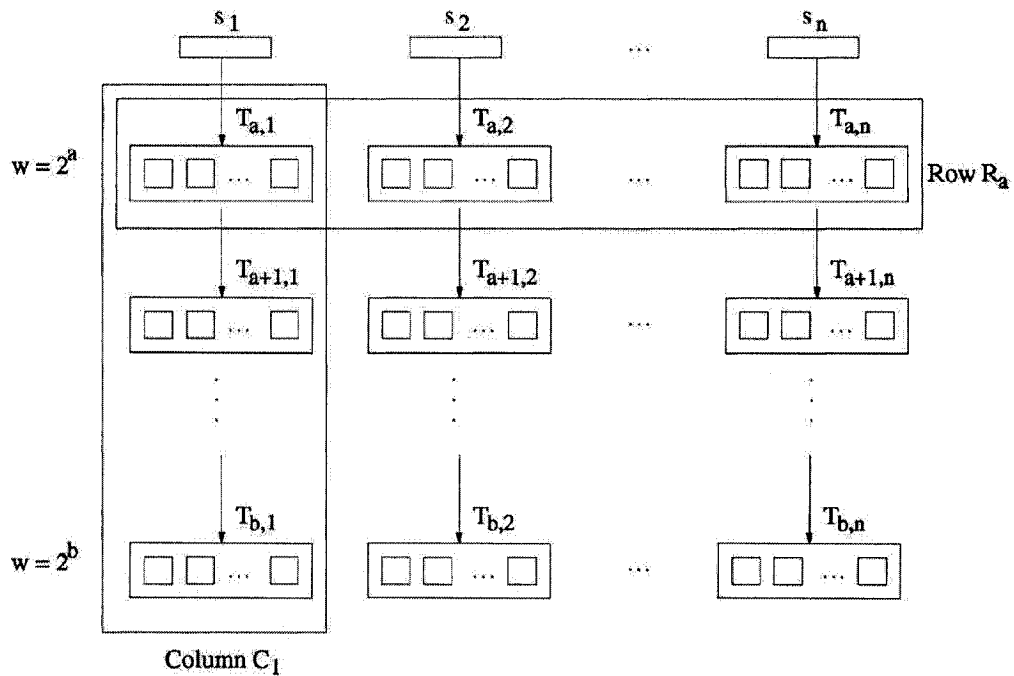 s1 s2 ... sn
Ta,1 Ta,2 Ta,n
w = 2^a ... ... ... ... Row Ra
Ta+1,1 Ta+1,2 Ta+1,n
... ... ... ...
Tb,1 Tb,2 Tb,n
w = 2^b ... ... ... ...
Column C1